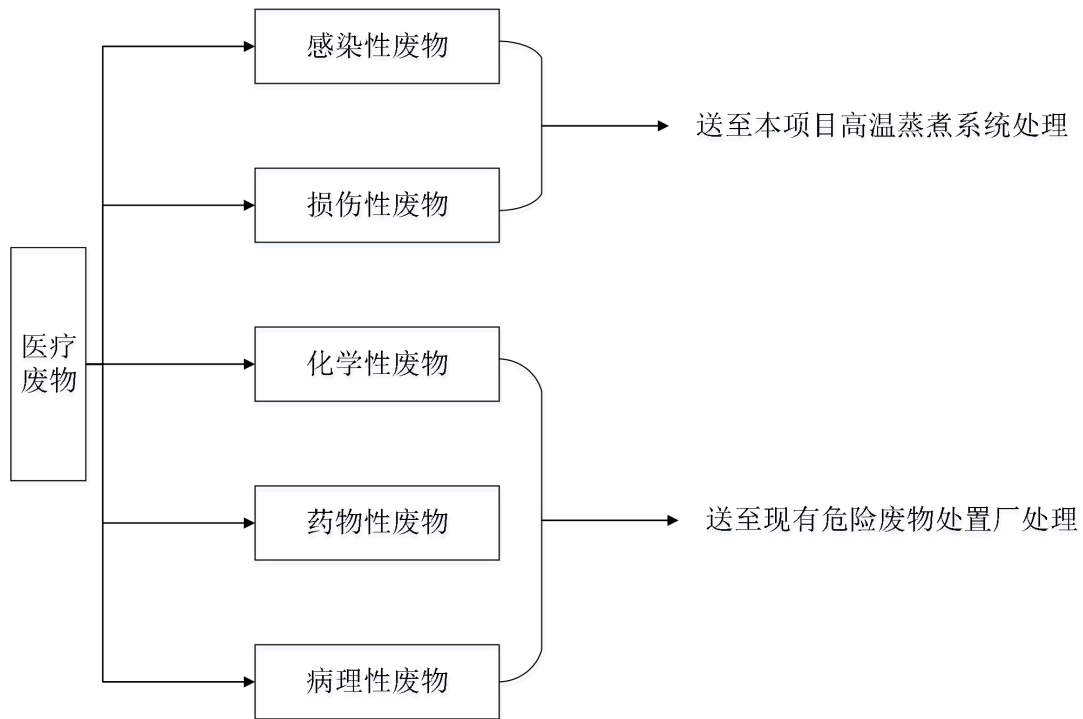 感染性废物
送至本项目高温蒸煮系统处理
损伤性废物
医疗
废物
化学性废物
药物性废物
送至现有危险废物处置厂处理
病理性废物